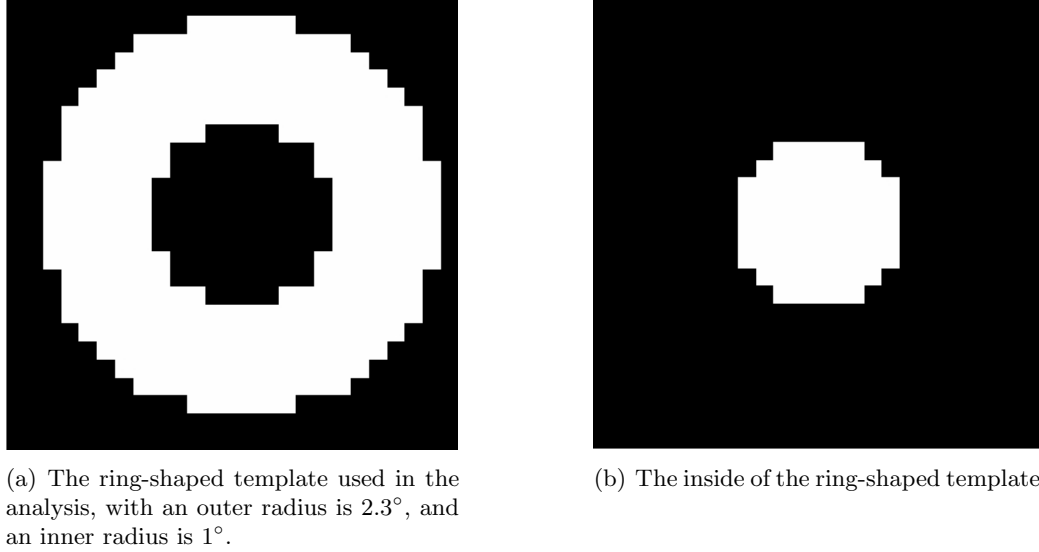 (a) The ring-shaped template used in the
analysis, with an outer radius is 2.3°, and
an inner radius is 1°.
(b) The inside of the ring-shaped template